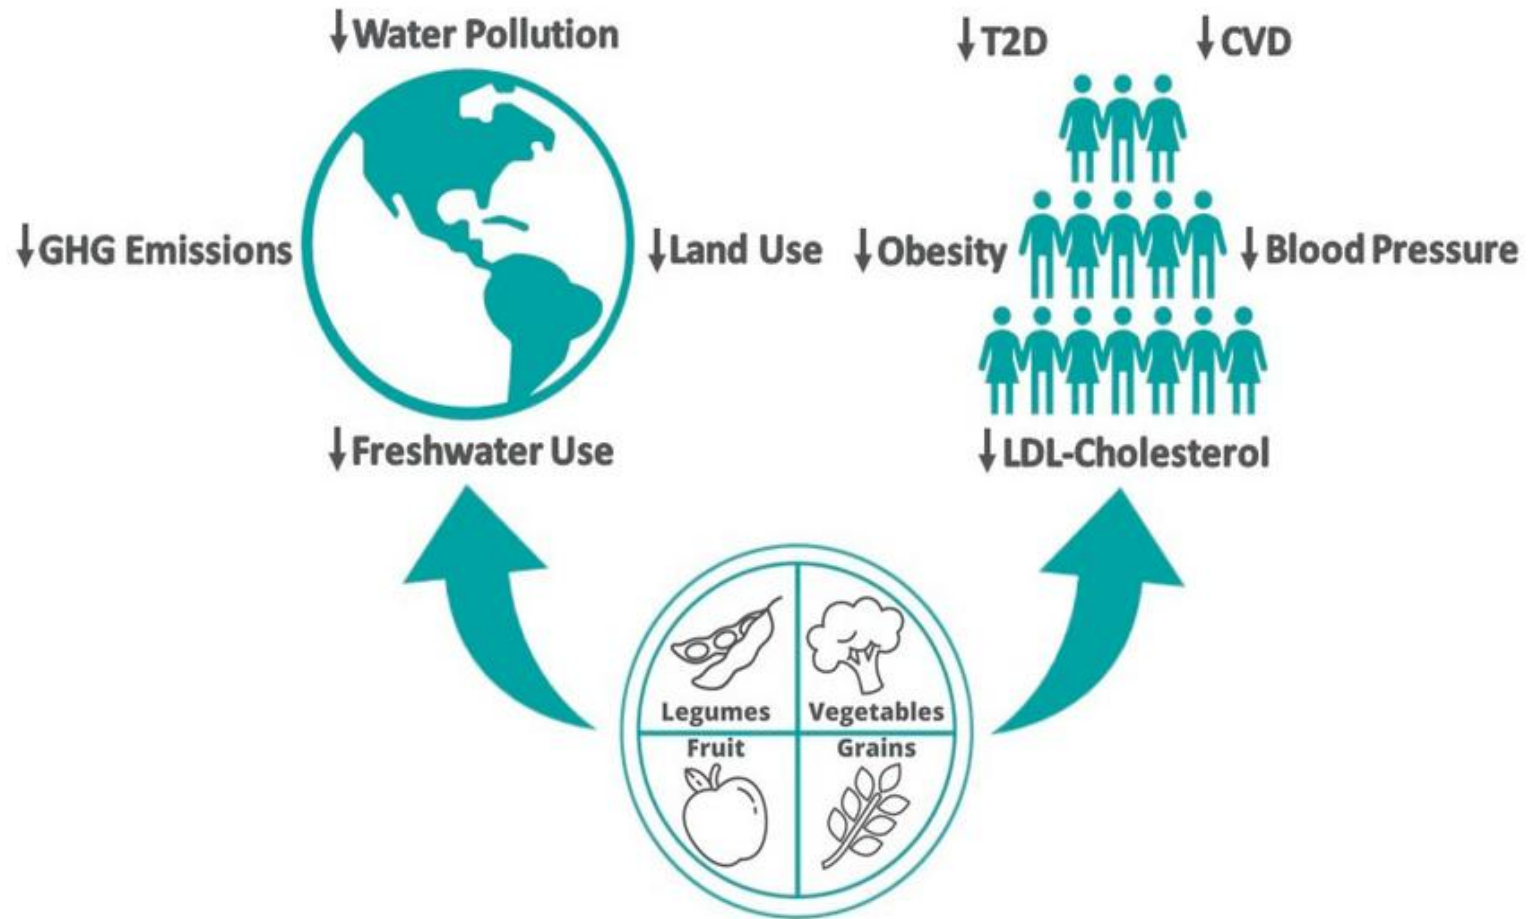 ↓Water Pollution
↓T2D
↓CVD
↓GHG Emissions
↓Land Use
↓Obesity
↓Blood Pressure
↓Freshwater Use
↓LDL-Cholesterol
Legumes
Vegetables
Fruit
Grains